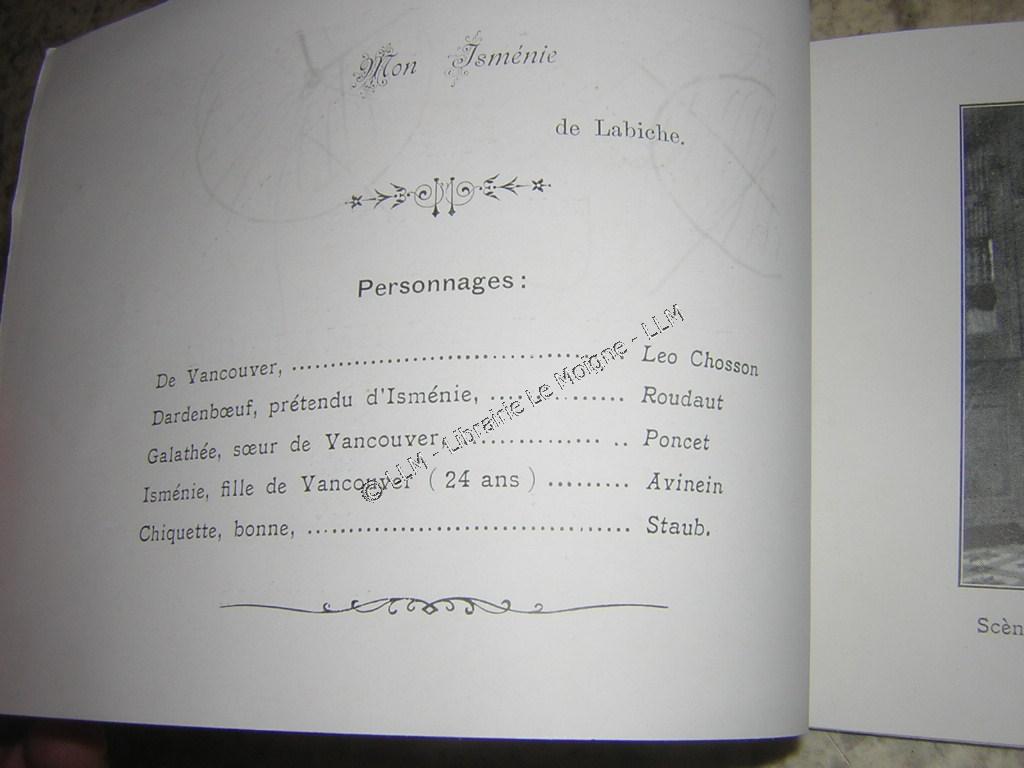 Mon Isménie
de Labiche.
Personnages :
De Vancouver, ........................................ Leo Chosson
Dardenbœuf, prétendu d'Isménie, .................. Roudaut
Galathée, sœur de Vancouver, ................... .. Poncet
Isménie, fille de Vancouver ( 24 ans ) ......... Avinein
Chiquette, bonne, .................................. Staub.
© LLM - Librairie Le Moigne - LLM
Scèn